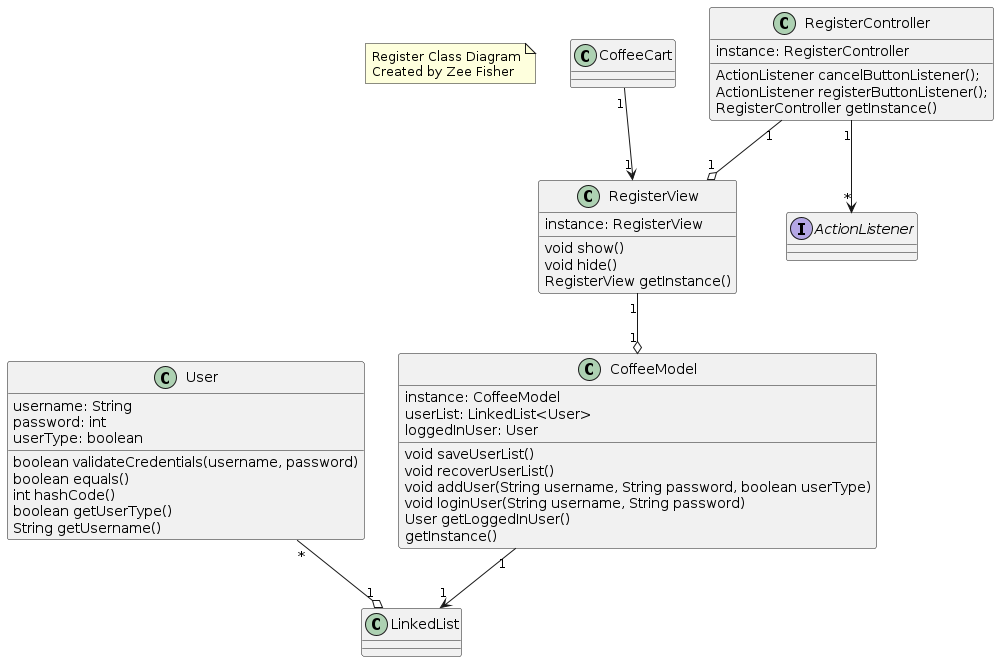 Register Class Diagram
Created by Zee Fisher
C CoffeeCart
C RegisterController
instance: RegisterController
ActionListener cancelButtonListener();
ActionListener registerButtonListener();
RegisterController getInstance()
1
1
1
1
1
*
C RegisterView
instance: RegisterView
void show()
void hide()
RegisterView getInstance()
I ActionListener
1
1
C User
username: String
password: int
userType: boolean
boolean validateCredentials(username, password)
boolean equals()
int hashCode()
boolean getUserType()
String getUsername()
C CoffeeModel
instance: CoffeeModel
userList: LinkedList<User>
loggedInUser: User
void saveUserList()
void recoverUserList()
void addUser(String username, String password, boolean userType)
void loginUser(String username, String password)
User getLoggedInUser()
getInstance()
*
1
1
1
C LinkedList